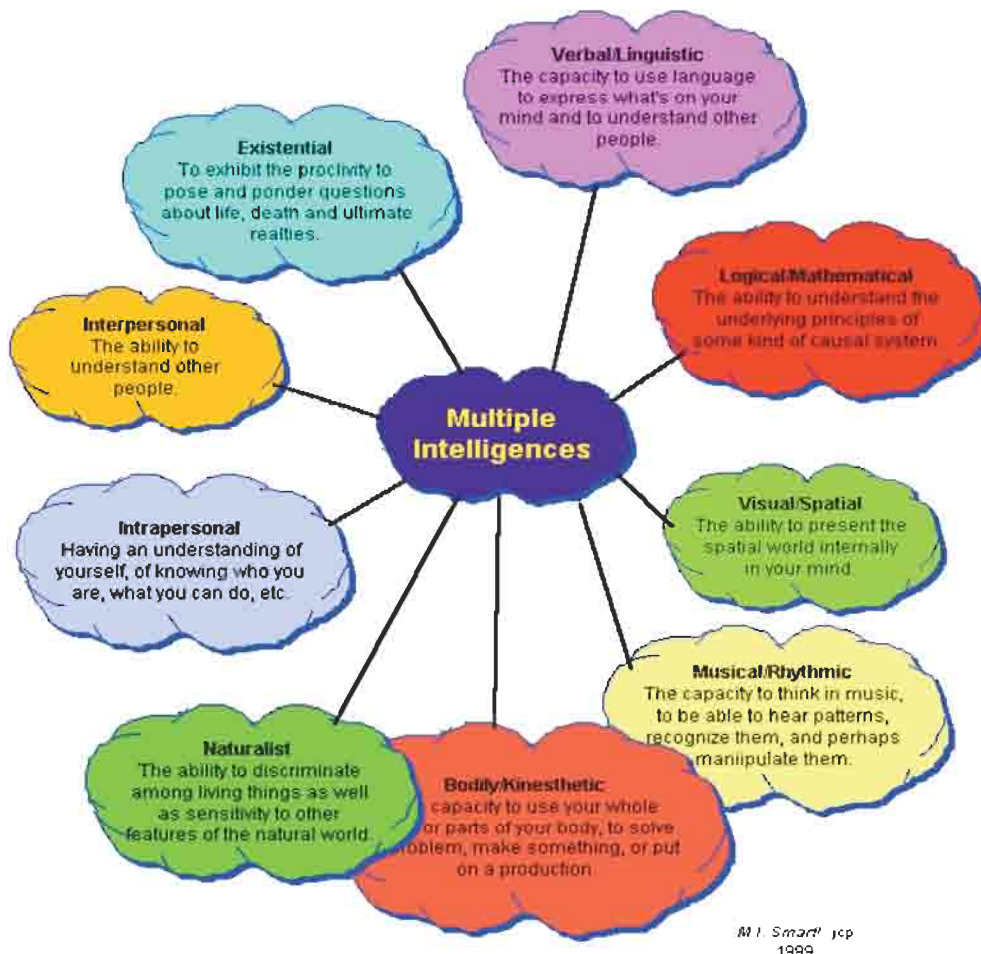 Verbal/Linguistic
The capacity to use language
to express what's on your
mind and to understand other
people.
Existential
To exhibit the proclivity to
pose and ponder questions
about life, death and ultimate
realties.
Logical/Mathematical
The ability to understand the
underlying principles of
some kind of causal system.
Interpersonal
The ability to
understand other
people.
Multiple
Intelligences
Visual/Spatial
The ability to present the
spatial world internally
in your mind.
Intrapersonal
Having an understanding of
yourself, of knowing who you
are, what you can do, etc.
Musical/Rhythmic
The capacity to think in music,
to be able to hear patterns,
recognize them, and perhaps
maniipulate them.
Naturalist
The ability to discriminate
among living things as well
as sensitivity to other
features of the natural world.
Bodily/Kinesthetic
capacity to use your whole
or parts of your body, to solve
roblem, make something, or put
on a production.
M.I. Smart! jcp
1999